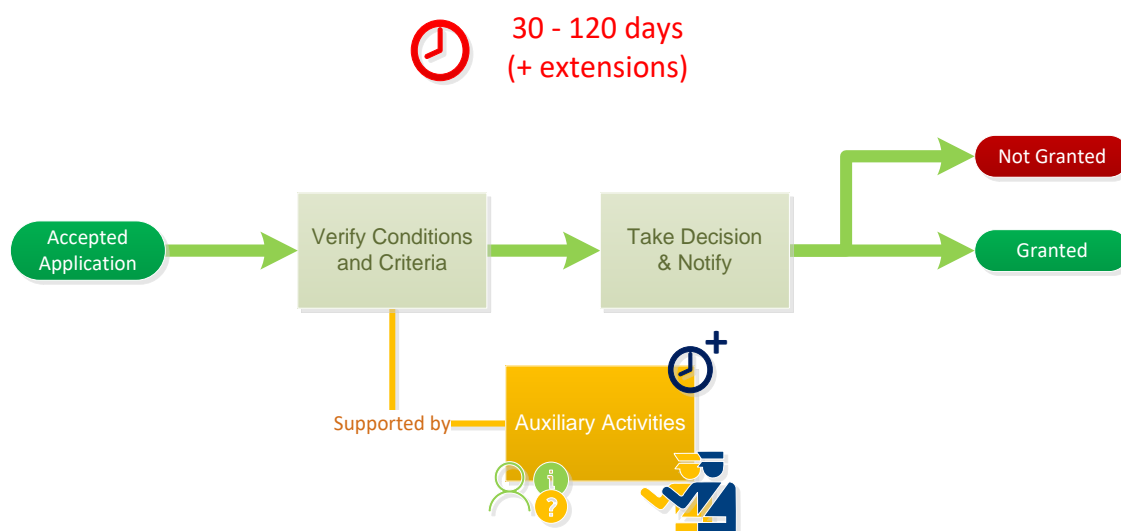 30 - 120 days
(+ extensions)
Not Granted
Accepted
Application
Verify Conditions
and Criteria
Take Decision
& Notify
Granted
Supported by
Auxiliary Activities
i
?